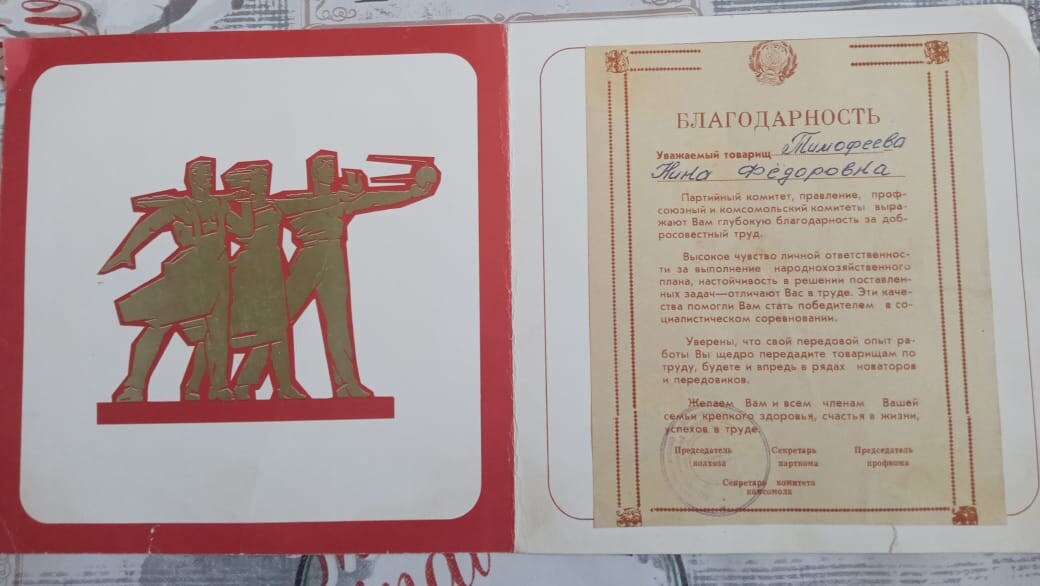 БЛАГОДАРНОСТЬ
Уважаемый товарищ Тимофеева
Нина Фёдоровна
Партийный комитет, правление, проф-
союзный и комсомольский комитеты выра-
жают Вам глубокую благодарность за доб-
росовестный труд.
Высокое чувство личной ответственнос-
ти за выполнение народнохозяйственного
плана, настойчивость в решении поставлен-
ных задач—отличают Вас в труде. Эти каче-
ства помогли Вам стать победителем в со-
циалистическом соревновании.
Уверены, что свой передовой опыт ра-
боты Вы щедро передадите товарищам по
труду, будете и впредь в рядах новаторов
и передовиков.
Желаем Вам и всем членам Вашей
семьи крепкого здоровья, счастья в жизни,
успехов в труде.
Председатель Секретарь Председатель
колхоза парткома профкома
Секретарь комитета
комсомола